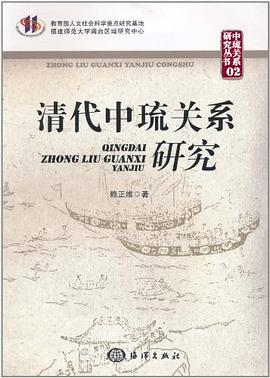 教育部人文社会科学重点研究基地
福建师范大学闽台区域研究中心
中琉关系
研究丛书
02
ZHONG LIU GUANXI YANJIU CONGSHU
清代中琉关系
QINGDAI
ZHONG LIU GUANXI
YANJIU
研究
赖正维 著
海洋出版社